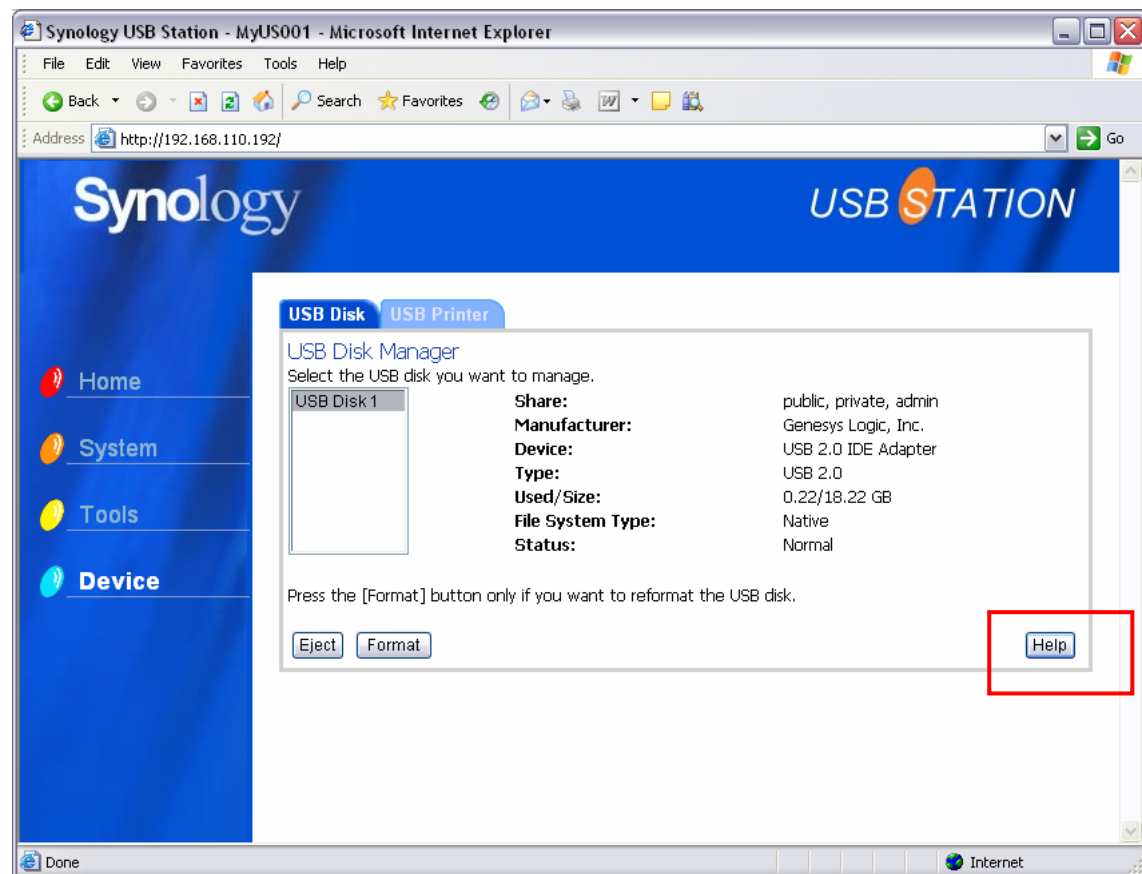 Synology USB Station - MyUS001 - Microsoft Internet Explorer
File Edit View Favorites Tools Help
Back Search Favorites
Address http://192.168.110.192/ Go
Synology
USB STATION
USB Disk USB Printer
USB Disk Manager
Select the USB disk you want to manage.
USB Disk 1
Share: public, private, admin
Manufacturer: Genesys Logic, Inc.
Device: USB 2.0 IDE Adapter
Type: USB 2.0
Used/Size: 0.22/18.22 GB
File System Type: Native
Status: Normal
Home
System
Tools
Device
Press the [Format] button only if you want to reformat the USB disk.
Eject Format Help
Done Internet